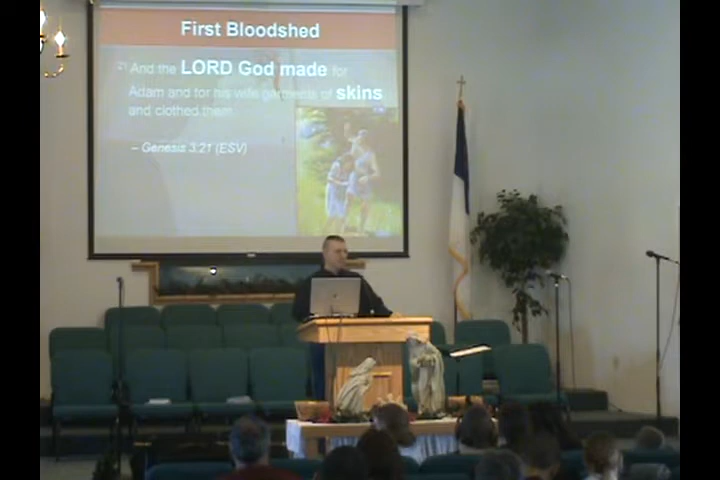 First Bloodshed
21 And the LORD God made for
Adam and for his wife garments of skins
and clothed them.
– Genesis 3:21 (ESV)